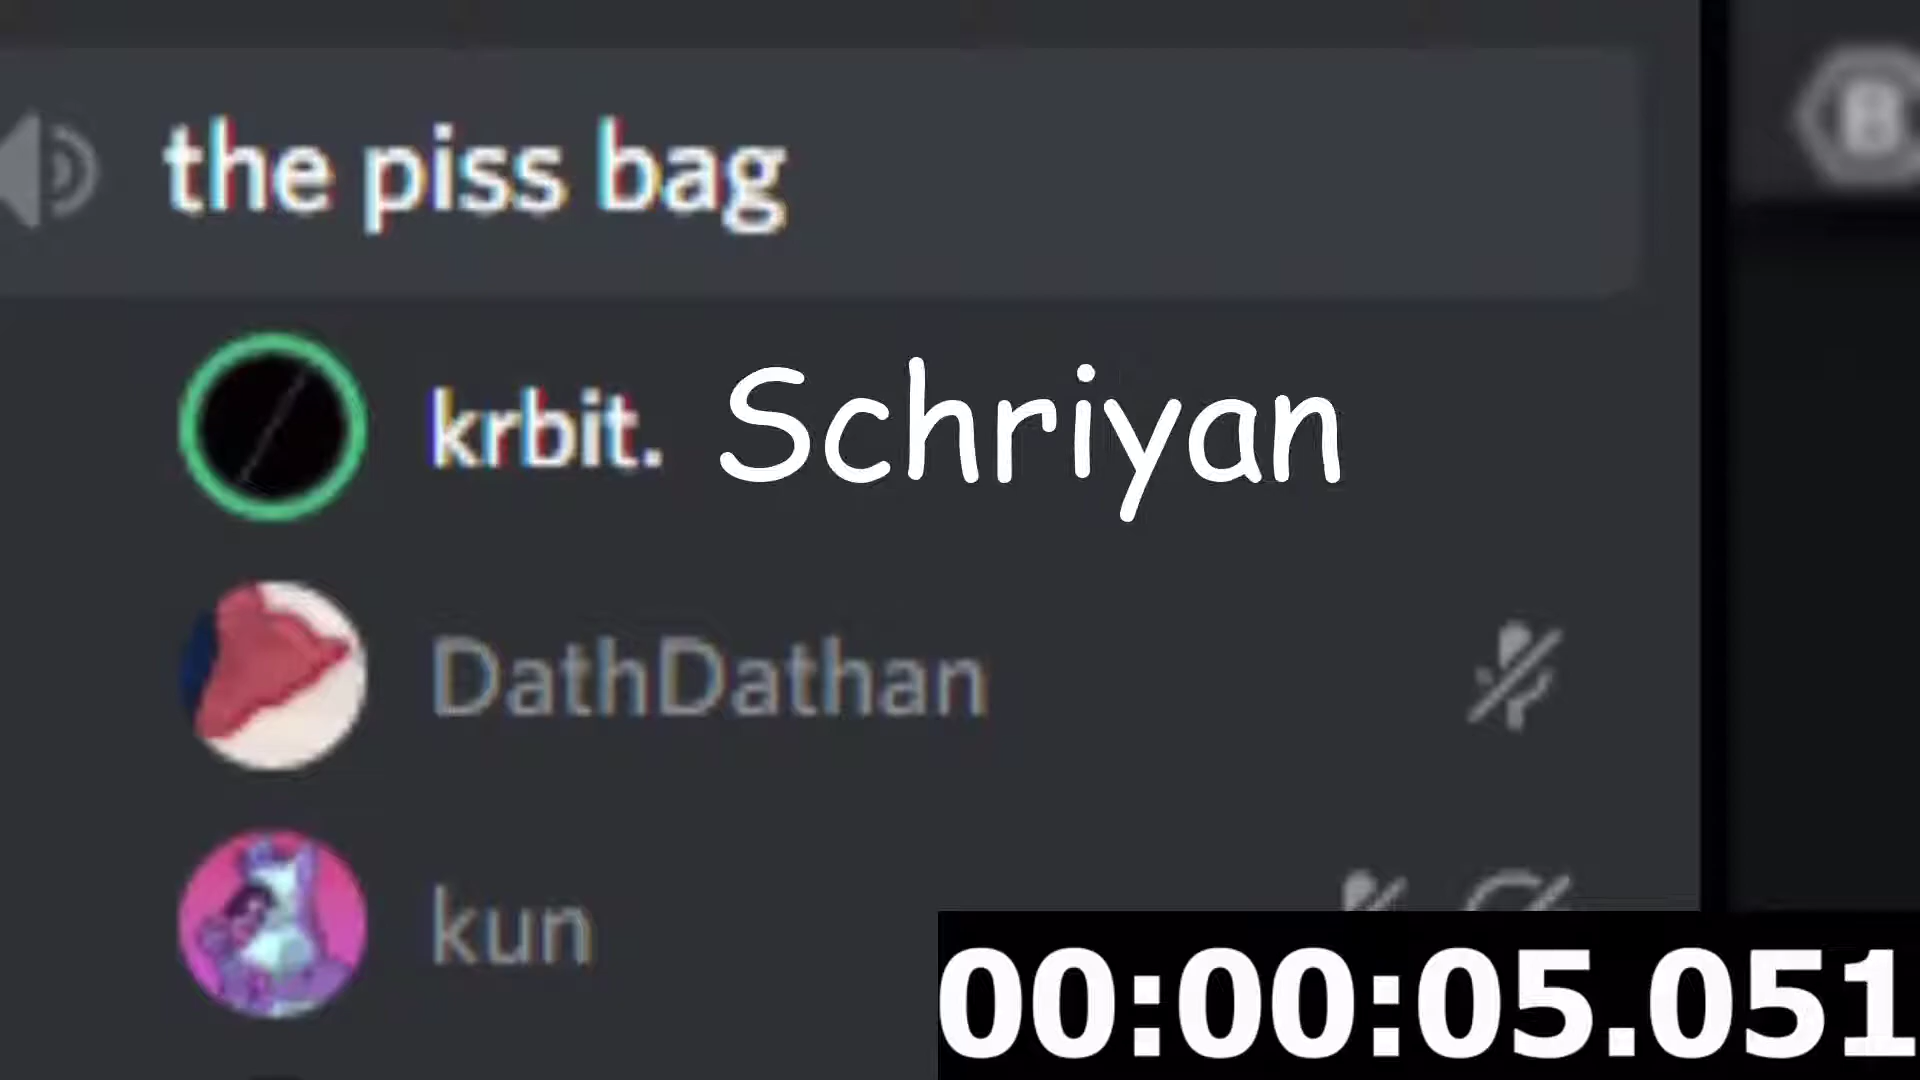 the piss bag
B
krbit. Schriyan
DathDathan
kun
00:00:05.051